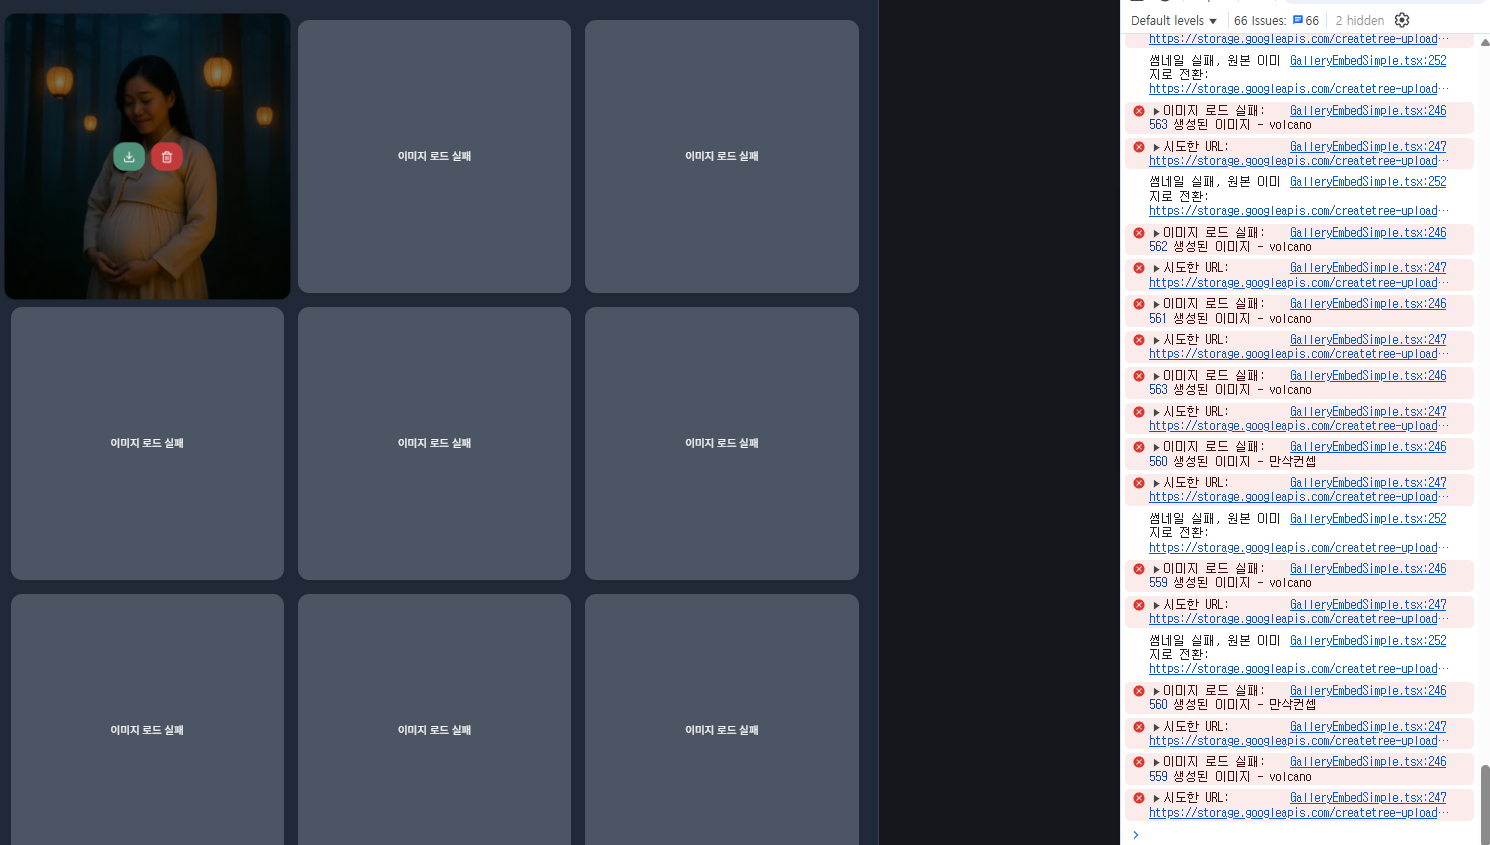 이미지 로드 실패
이미지 로드 실패
이미지 로드 실패
이미지 로드 실패
이미지 로드 실패
이미지 로드 실패
이미지 로드 실패
이미지 로드 실패
Default levels ▼ 66 Issues: 66 2 hidden
https://storage.googleapis.com/createtree-upload…
썸네일 실패, 원본 이미 GalleryEmbedSimple.tsx:252
지로 전환:
https://storage.googleapis.com/createtree-upload…
▶이미지 로드 실패: GalleryEmbedSimple.tsx:246
563 생성된 이미지 - volcano
▶시도한 URL: GalleryEmbedSimple.tsx:247
https://storage.googleapis.com/createtree-upload…
썸네일 실패, 원본 이미 GalleryEmbedSimple.tsx:252
지로 전환:
https://storage.googleapis.com/createtree-upload…
▶이미지 로드 실패: GalleryEmbedSimple.tsx:246
562 생성된 이미지 - volcano
▶시도한 URL: GalleryEmbedSimple.tsx:247
https://storage.googleapis.com/createtree-upload…
▶이미지 로드 실패: GalleryEmbedSimple.tsx:246
561 생성된 이미지 - volcano
▶시도한 URL: GalleryEmbedSimple.tsx:247
https://storage.googleapis.com/createtree-upload…
▶이미지 로드 실패: GalleryEmbedSimple.tsx:246
563 생성된 이미지 - volcano
▶시도한 URL: GalleryEmbedSimple.tsx:247
https://storage.googleapis.com/createtree-upload…
▶이미지 로드 실패: GalleryEmbedSimple.tsx:246
560 생성된 이미지 - 만삭컨셉
▶시도한 URL: GalleryEmbedSimple.tsx:247
https://storage.googleapis.com/createtree-upload…
썸네일 실패, 원본 이미 GalleryEmbedSimple.tsx:252
지로 전환:
https://storage.googleapis.com/createtree-upload…
▶이미지 로드 실패: GalleryEmbedSimple.tsx:246
559 생성된 이미지 - volcano
▶시도한 URL: GalleryEmbedSimple.tsx:247
https://storage.googleapis.com/createtree-upload…
썸네일 실패, 원본 이미 GalleryEmbedSimple.tsx:252
지로 전환:
https://storage.googleapis.com/createtree-upload…
▶이미지 로드 실패: GalleryEmbedSimple.tsx:246
560 생성된 이미지 - 만삭컨셉
▶시도한 URL: GalleryEmbedSimple.tsx:247
https://storage.googleapis.com/createtree-upload…
▶이미지 로드 실패: GalleryEmbedSimple.tsx:246
559 생성된 이미지 - volcano
▶시도한 URL: GalleryEmbedSimple.tsx:247
https://storage.googleapis.com/createtree-upload…